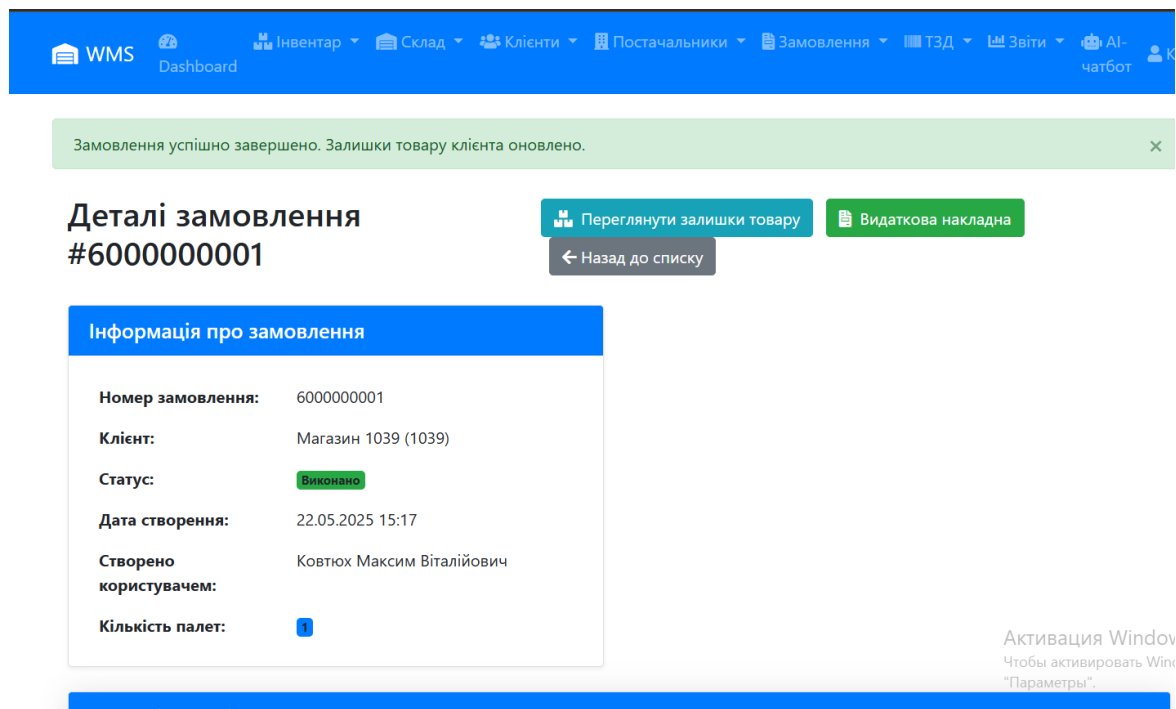 WMS Dashboard Інвентар Склад Клієнти Постачальники Замовлення ТЗД Звіти AI-чатбот К
Замовлення успішно завершено. Залишки товару клієнта оновлено. ×
Деталі замовлення
#6000000001
Переглянути залишки товару
Видаткова накладна
Назад до списку
Інформація про замовлення
Номер замовлення: 6000000001
Клієнт: Магазин 1039 (1039)
Статус: Виконано
Дата створення: 22.05.2025 15:17
Створено
користувачем: Ковтюх Максим Віталійович
Кількість палет: 1
Активация Window
Чтобы активировать Wind
"Параметры".